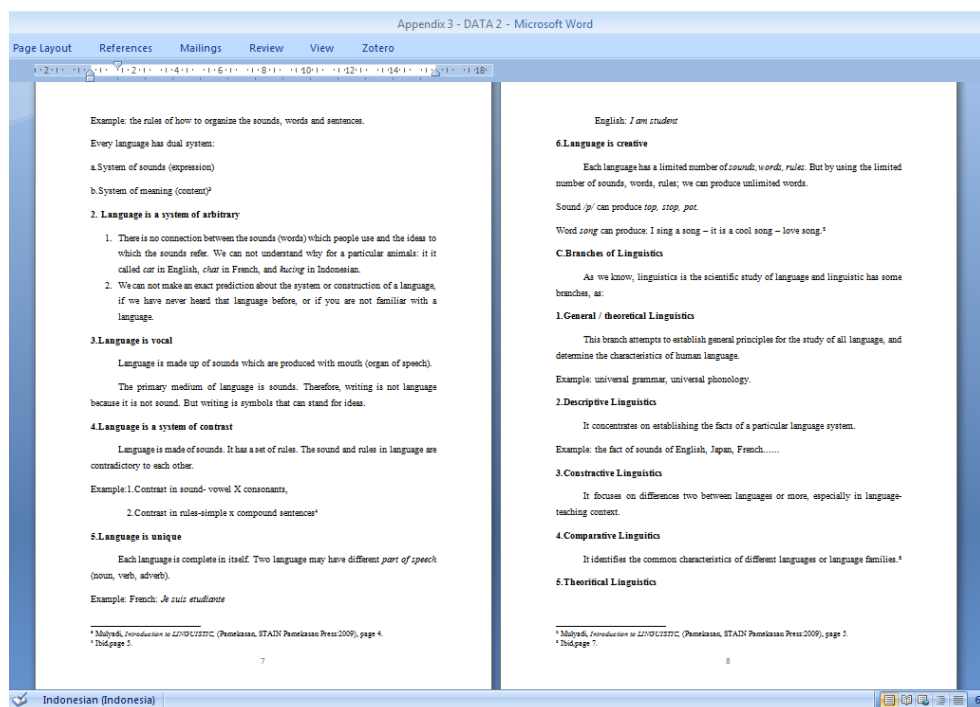 Appendix 3 - DATA 2 - Microsoft Word
Page Layout References Mailings Review View Zotero
2 2 4 6 8 10 12 14 18
Example: the rules of how to organize the sounds, words and sentences.
Every language has dual system:
a.System of sounds (expression)
b.System of meaning (content)
2. Language is a system of arbitrary
1. There is no connection between the sounds (words) which people use and the ideas to
which the sounds refer. We can not understand why for a particular animals: it it
called cat in English, chat in French, and kucing in Indonesian.
2. We can not make an exact prediction about the system or construction of a language,
if we have never heard that language before, or if you are not familiar with a
language.
3.Language is vocal
Language is made up of sounds which are produced with mouth (organ of speech).
The primary medium of language is sounds. Therefore, writing is not language
because it is not sound. But writing is symbols that can stand for ideas.
4.Language is a system of contrast
Language is made of sounds. It has a set of rules. The sound and rules in language are
contradictory to each other.
Example:1.Contrast in sound- vowel X consonants,
2.Contrast in rules-simple x compound sentences⁴
5.Language is unique
Each language is complete in itself. Two language may have different part of speech
(noun, verb, adverb).
Example: French: Je suis etudiante
Mulyadi, Introduction to LINGUISTIC, (Pamekasan, STAIN Pamekasan Press:2009), page 4.
⁴ Ibid,page 5.
7
English: I am student
6.Language is creative
Each language has a limited number of sounds, words, rules. But by using the limited
number of sounds, words, rules; we can produce unlimited words.
Sound /p/ can produce top, stop, pot.
Word song can produce: I sing a song – it is a cool song – love song.⁵
C.Branches of Linguistics
As we know, linguistics is the scientific study of language and linguistic has some
branches, as:
1.General / theoretical Linguistics
This branch attempts to establish general principles for the study of all language, and
determine the characteristics of human language.
Example: universal grammar, universal phonology.
2.Descriptive Linguistics
It concentrates on establishing the facts of a particular language system.
Example: the fact of sounds of English, Japan, French……
3.Constractive Linguistics
It focuses on differences two between languages or more, especially in language-
teaching context.
4.Comparative Linguitics
It identifies the common characteristics of different languages or language families.⁶
5.Theoritical Linguistics
⁵ Mulyadi, Introduction to LINGUISTIC, (Pamekasan, STAIN Pamekasan Press:2009), page 5.
⁶ Ibid,page 7.
8
Indonesian (Indonesia)
6